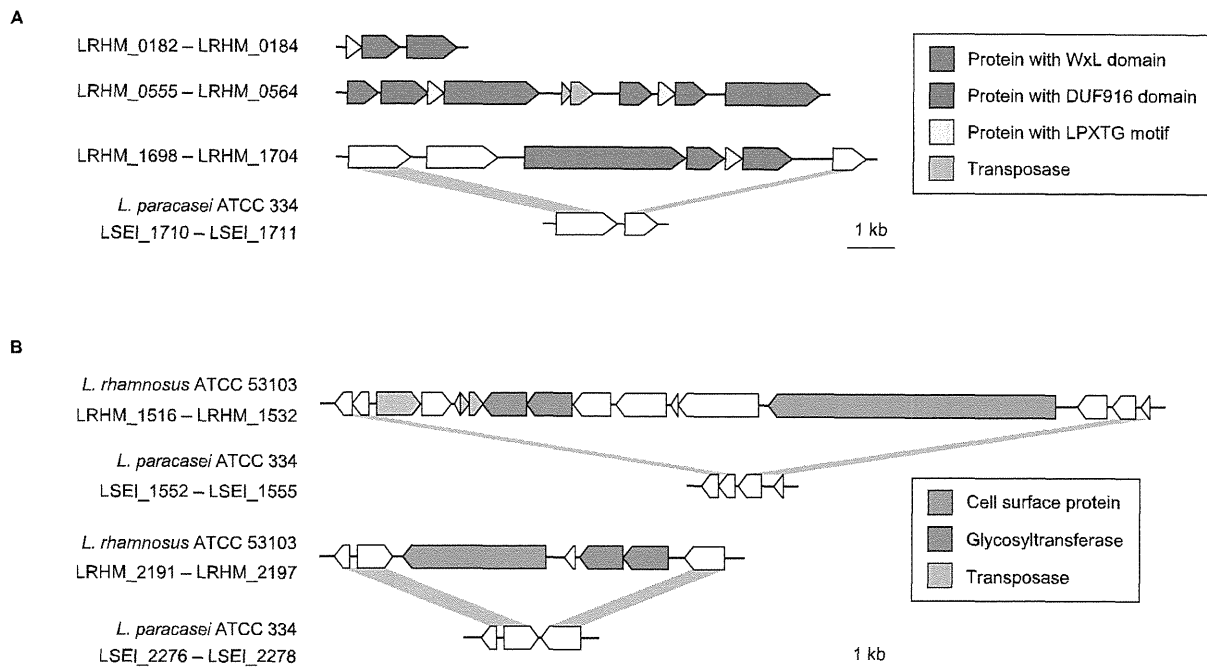 A
LRHM_0182 – LRHM_0184
LRHM_0555 – LRHM_0564
LRHM_1698 – LRHM_1704
L. paracasei ATCC 334
LSEI_1710 – LSEI_1711
Protein with WxL domain
Protein with DUF916 domain
Protein with LPXTG motif
Transposase
1 kb
B
L. rhamnosus ATCC 53103
LRHM_1516 – LRHM_1532
L. paracasei ATCC 334
LSEI_1552 – LSEI_1555
L. rhamnosus ATCC 53103
LRHM_2191 – LRHM_2197
L. paracasei ATCC 334
LSEI_2276 – LSEI_2278
Cell surface protein
Glycosyltransferase
Transposase
1 kb